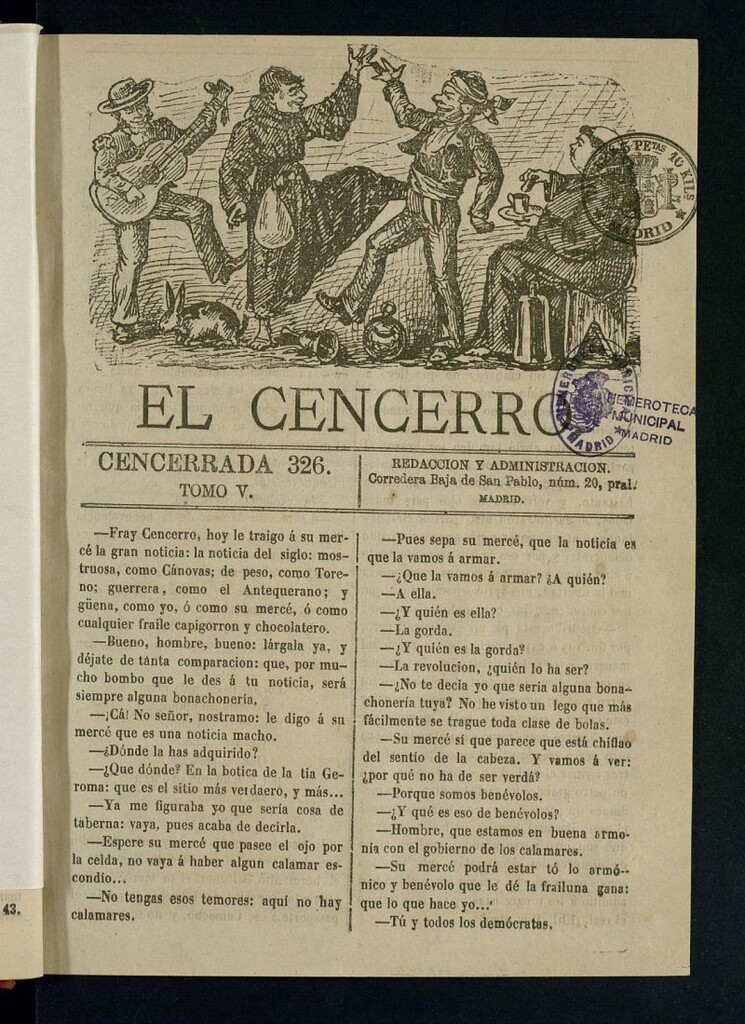 5 PETAS 10 KILS
MADRID
EL CENCERRO
HEMEROTECA
MUNICIPAL
MADRID
HEMEROTECA
MUNICIPAL
*MADRID
CENCERRADA 326.
TOMO V.
REDACCION Y ADMINISTRACION.
Corredera Baja de San Pablo, núm. 20, pral.
MADRID.
—Fray Cencerro, hoy le traigo á su mer-
cé la gran noticia: la noticia del siglo: mos-
truosa, como Cánovas; de peso, como Tore-
no; guerrera, como el Antequerano; y
güena, como yo, ó como su mercé, ó como
cualquier fraile capigorron y chocolatero.
—Bueno, hombre, bueno: lárgala ya, y
déjate de tanta comparacion: que, por mu-
cho bombo que le des á tu noticia, será
siempre alguna bonachonería,
—¡Cá! No señor, nostramo: le digo á su
mercé que es una noticia macho.
—¿Dónde la has adquirido?
—¿Que dónde? En la botica de la tia Ge-
roma: que es el sitio más verdaero, y más...
—Ya me figuraba yo que sería cosa de
taberna: vaya, pues acaba de decirla.
—Espere su mercé que pasee el ojo por
la celda, no vaya á haber algun calamar es-
condío...
—No tengas esos temores: aquí no hay
calamares.
—Pues sepa su mercé, que la noticia es
que la vamos á armar.
—¿Que la vamos á armar? ¿A quién?
—A ella.
—¿Y quién es ella?
—La gorda.
—¿Y quién es la gorda?
—La revolucion, ¿quién lo ha ser?
—¿No te decia yo que seria alguna bona-
chonería tuya? No he visto un lego que más
fácilmente se trague toda clase de bolas.
—Su mercé si que parece que está chiflao
del sentío de la cabeza. Y vamos á ver:
¿por qué no ha de ser verdá?
—Porque somos benévolos.
—¿Y qué es eso de benévolos?
—Hombre, que estamos en buena armo-
nía con el gobierno de los calamares.
—Su mercé podrá estar tó lo armó-
nico y benévolo que le dé la frailuna gana:
que lo que hace yo...
—Tú y todos los demócratas.
43.